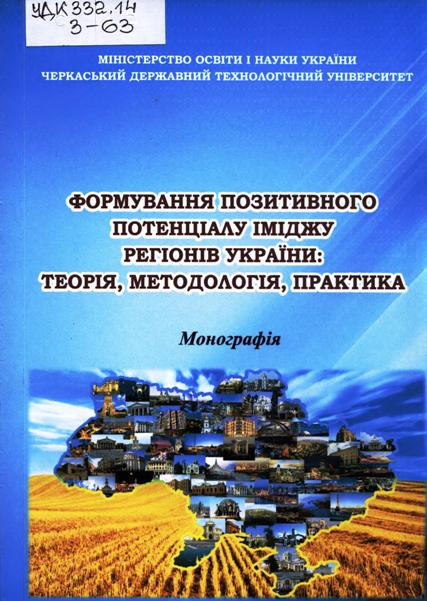 УДК 332.14
З-63
МІНІСТЕРСТВО ОСВІТИ І НАУКИ УКРАЇНИ
ЧЕРКАСЬКИЙ ДЕРЖАВНИЙ ТЕХНОЛОГІЧНИЙ УНІВЕРСИТЕТ
ФОРМУВАННЯ ПОЗИТИВНОГО
ПОТЕНЦІАЛУ ІМІДЖУ
РЕГІОНІВ УКРАЇНИ:
ТЕОРІЯ, МЕТОДОЛОГІЯ, ПРАКТИКА
Монографія